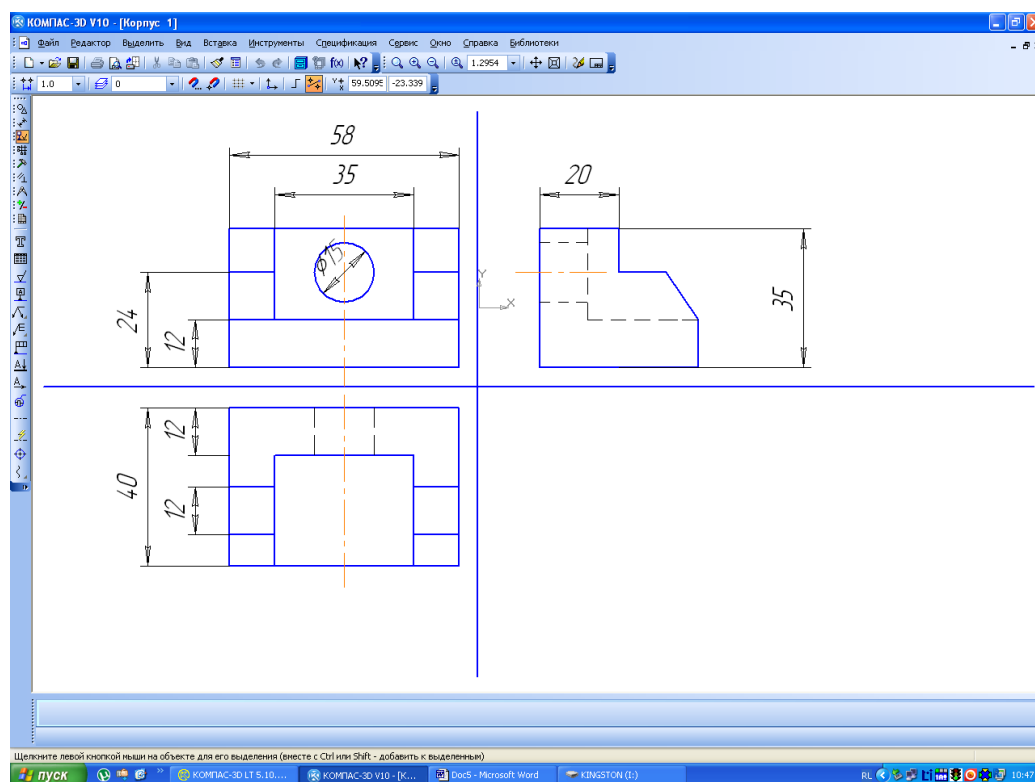 КОМПАС-3D V10 - [Корпус 1]
Файл Редактор Выделить Вид Вставка Инструменты Спецификация Сервис Окно Справка Библиотеки
f(x) 1.2954
1.0 0 59.5095 -23.339
58
35
20
φ15
Y
X
24
12
35
12
40
12
Щелкните левой кнопкой мыши на объекте для его выделения (вместе с Ctrl или Shift - добавить к выделенным)
пуск КОМПАС-3D LT 5.10.... КОМПАС-3D V10 - [К... Doc5 - Microsoft Word KINGSTON (I:) RL 10:47